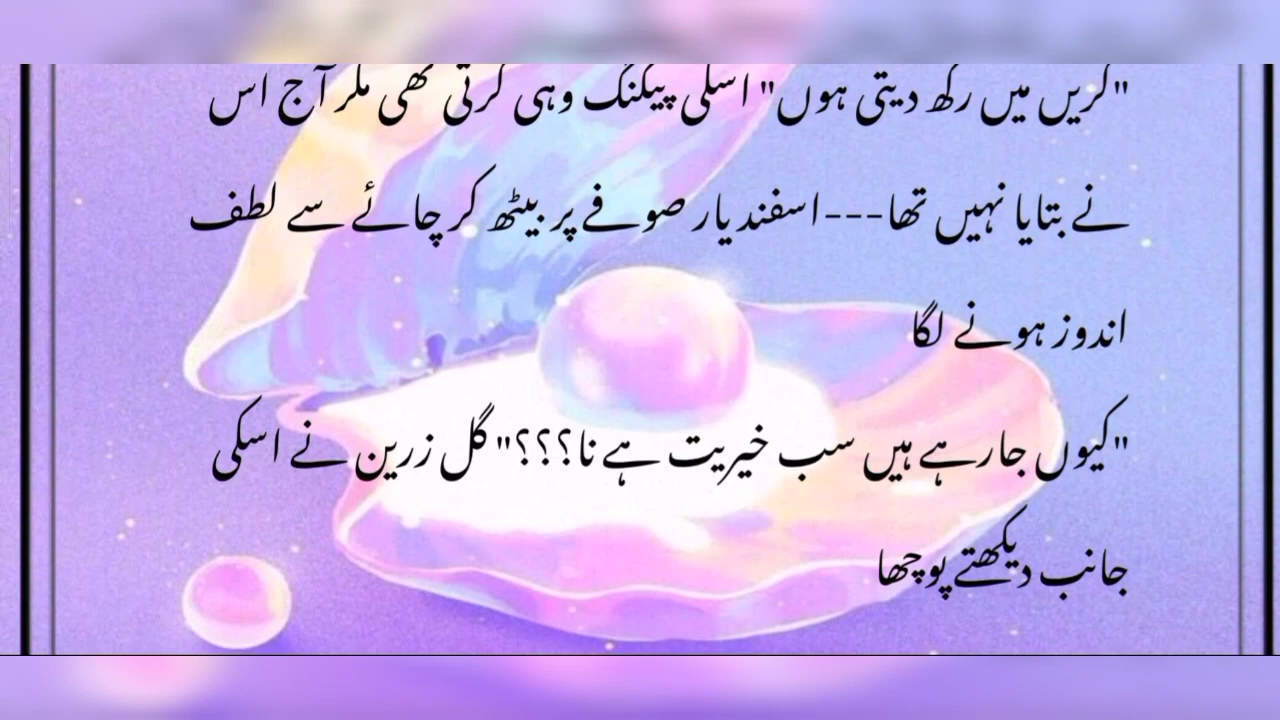 "کریں میں رکھ دیتی ہوں" اسکی پیکنگ وہی کرتی تھی مگر آج اس
نے بتایا نہیں تھا---اسفندیار صوفے پر بیٹھ کر چائے سے لطف
اندوز ہونے لگا
"کیوں جارہے ہیں سب خیریت ہے نا؟؟؟" گل زرین نے اسکی
جانب دیکھتے پوچھا